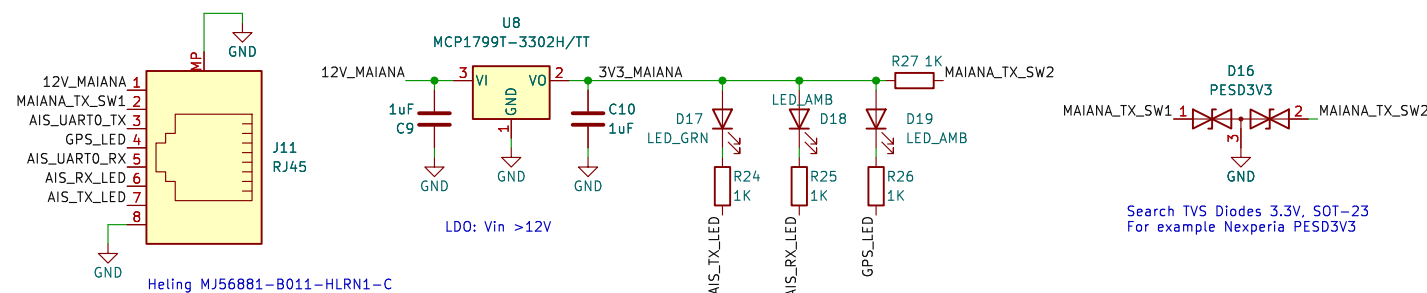 GND
MP
12V_MAIANA 1
MAIANA_TX_SW1 2
AIS_UART0_TX 3
GPS_LED 4
AIS_UART0_RX 5
AIS_RX_LED 6
AIS_TX_LED 7
8
GND
J11
RJ45
Heling MJ56881-B011-HLRN1-C
U8
MCP1799T-3302H/TT
12V_MAIANA
3 VI
VO 2
GND
1
1uF
C9
GND
GND
3V3_MAIANA
C10
1uF
GND
LDO: Vin >12V
D17
LED_GRN
LED_AMB
D18
D19
LED_AMB
R27 1K
MAIANA_TX_SW2
R24
1K
R25
1K
R26
1K
AIS_TX_LED
AIS_RX_LED
GPS_LED
D16
PESD3V3
MAIANA_TX_SW1 1
2 MAIANA_TX_SW2
3
GND
Search TVS Diodes 3.3V, SOT-23
For example Nexperia PESD3V3